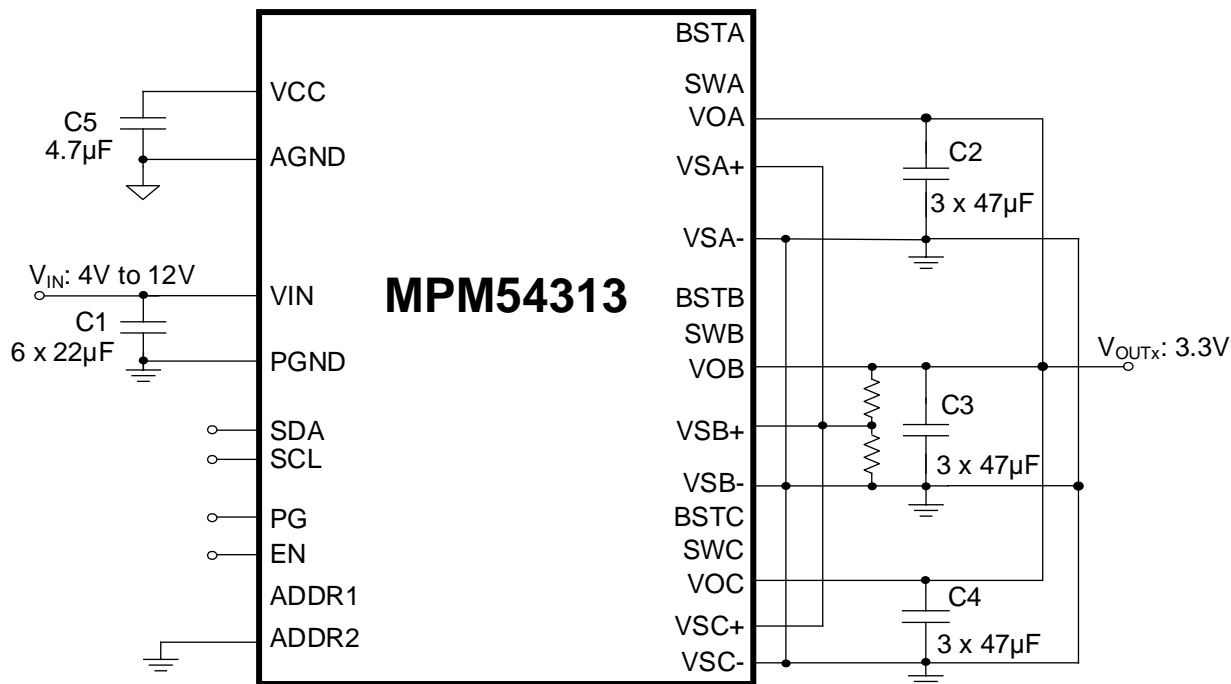 BSTA
SWA
VCC
VOA
C5
4.7µF
C2
AGND
VSA+
3 x 47µF
VSA-
VIN: 4V to 12V
VIN
MPM54313
BSTB
C1
SWB
6 x 22µF
PGND
VOB
VOUTx: 3.3V
C3
SDA
VSB+
SCL
3 x 47µF
VSB-
PG
BSTC
EN
SWC
VOC
ADDR1
C4
VSC+
ADDR2
3 x 47µF
VSC-